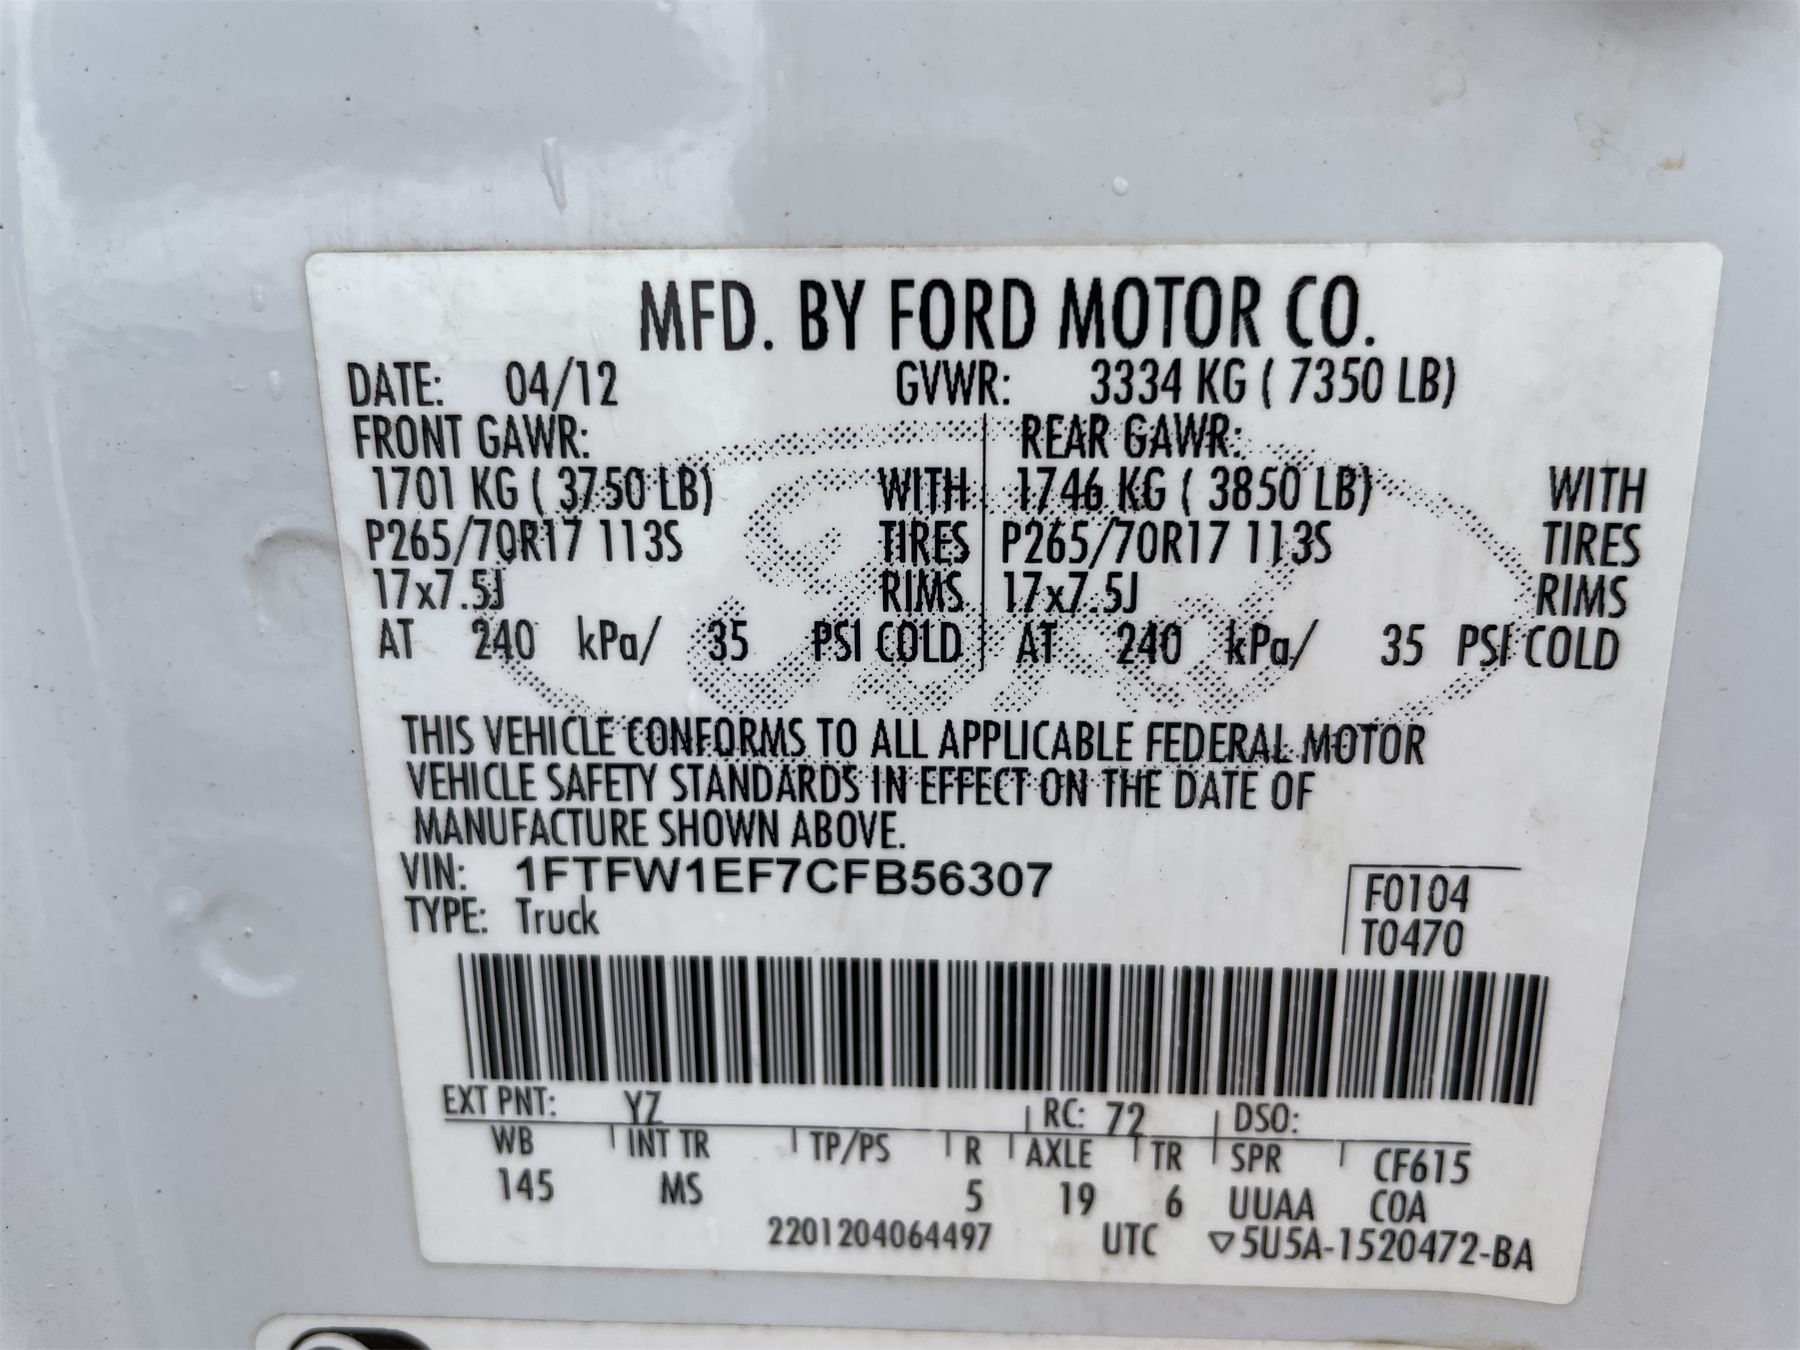 MFD. BY FORD MOTOR CO.
DATE: 04/12 GVWR: 3334 KG ( 7350 LB)
FRONT GAWR: REAR GAWR:
1701 KG ( 3750 LB) WITH 1746 KG ( 3850 LB) WITH
P265/70R17 113S TIRES P265/70R17 113S TIRES
17x7.5J RIMS 17x7.5J RIMS
AT 240 kPa/ 35 PSI COLD AT 240 kPa/ 35 PSI COLD
THIS VEHICLE CONFORMS TO ALL APPLICABLE FEDERAL MOTOR
VEHICLE SAFETY STANDARDS IN EFFECT ON THE DATE OF
MANUFACTURE SHOWN ABOVE.
VIN: 1FTFW1EF7CFB56307
TYPE: Truck
F0104
T0470
EXT PNT: YZ RC: 72 DSO:
WB INT TR TP/PS R AXLE TR SPR CF615
145 MS 5 19 6 UUAA COA
2201204064497 UTC ▽5U5A-1520472-BA